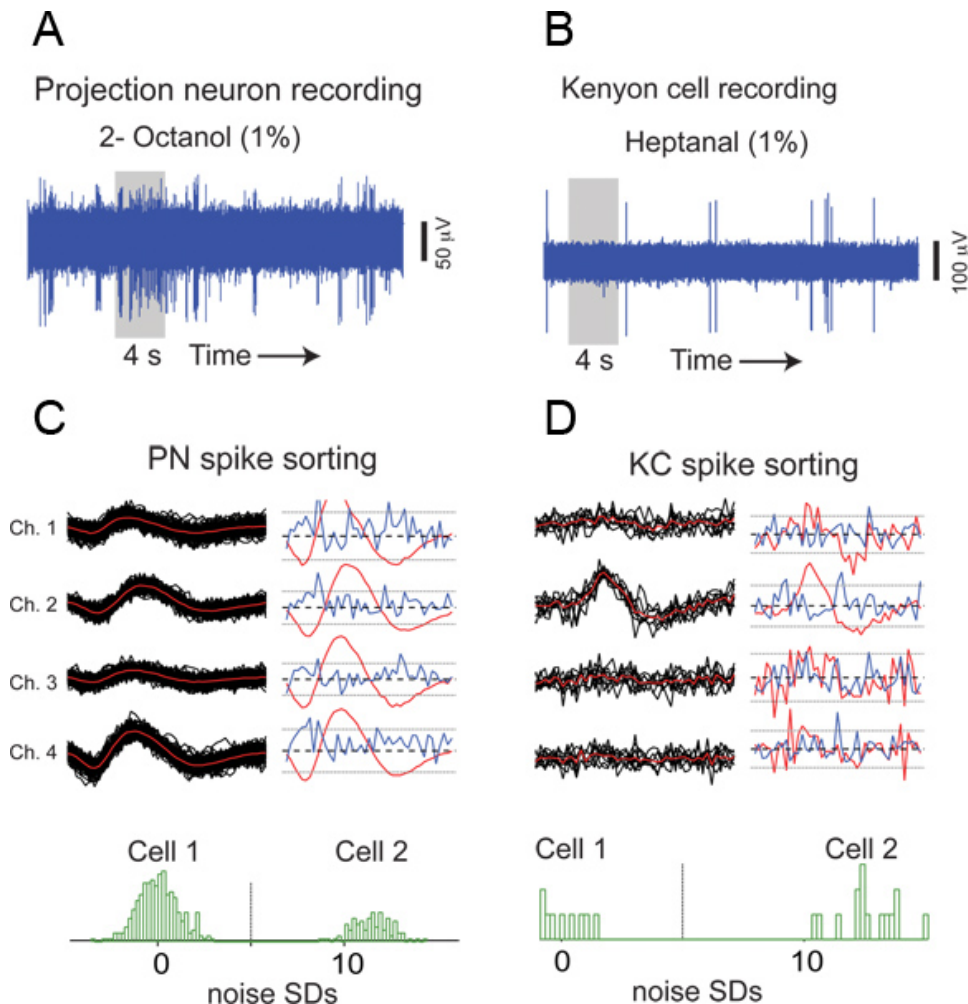 A
Projection neuron recording
2- Octanol (1%)
50 µV
4 s
Time
B
Kenyon cell recording
Heptanal (1%)
100 µV
4 s
Time
C
PN spike sorting
Ch. 1
Ch. 2
Ch. 3
Ch. 4
Cell 1
Cell 2
0
10
noise SDs
D
KC spike sorting
Cell 1
Cell 2
0
10
noise SDs